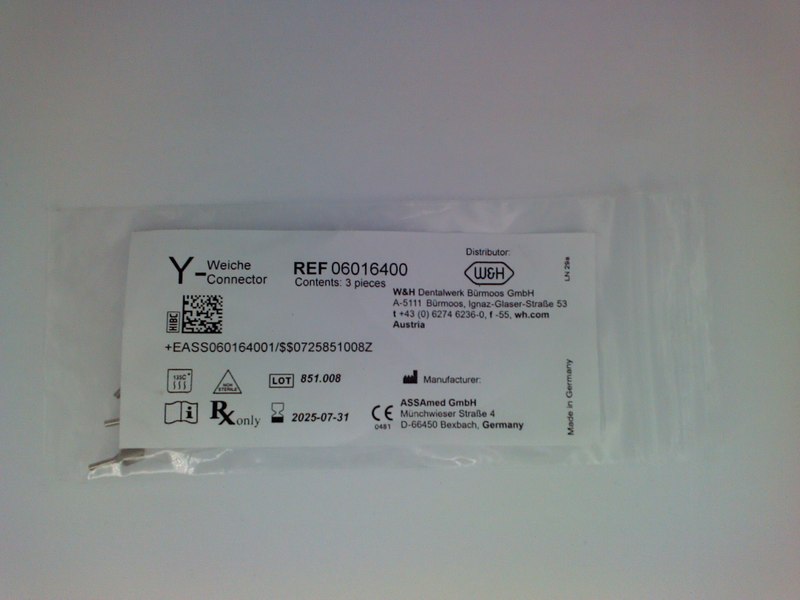 Y- Weiche
Connector
REF 06016400
Contents: 3 pieces
Distributor:
W&H
W&H Dentalwerk Bürmoos GmbH
A-5111 Bürmoos, Ignaz-Glaser-Straße 53
t +43 (0) 6274 6236-0, f -55, wh.com
Austria
LN 29a
HIBC
+EASS060164001/$$0725851008Z
135°C
NON
STERILE
LOT 851.008
i
Rx only
2025-07-31
Manufacturer:
CE
0481
ASSAmed GmbH
Münchwieser Straße 4
D-66450 Bexbach, Germany
Made in Germany